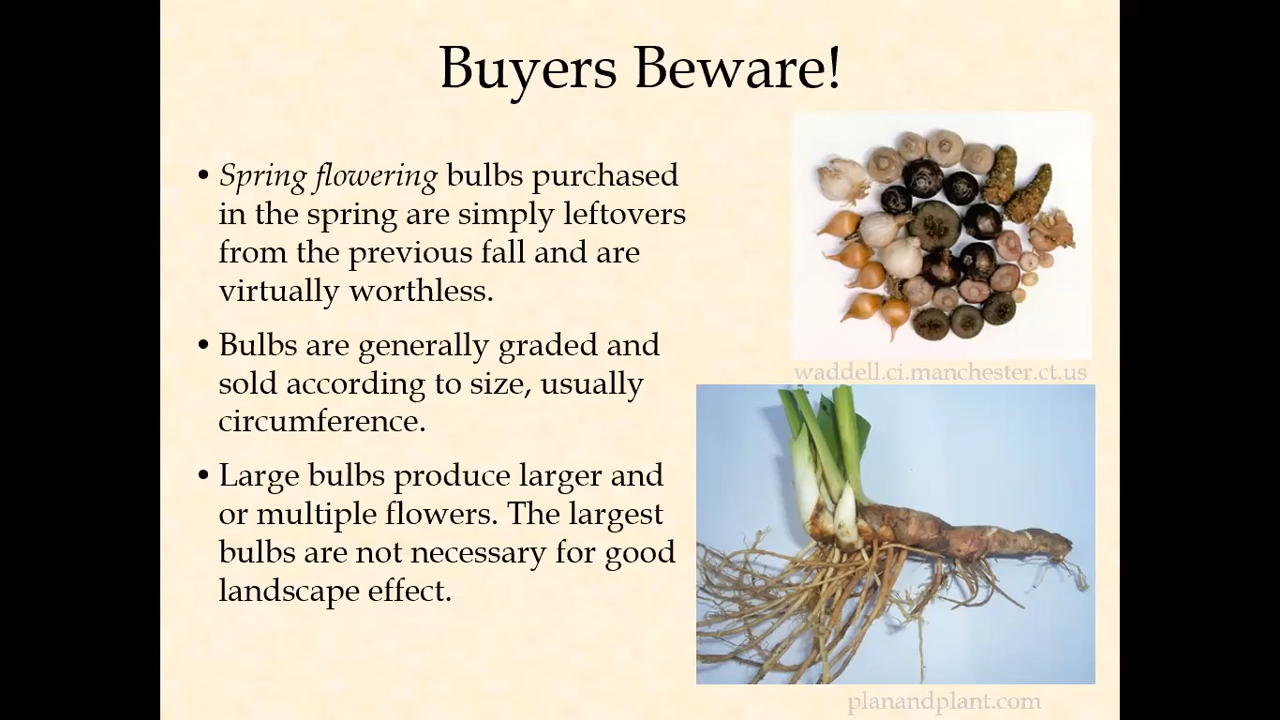 Buyers Beware!
• Spring flowering bulbs purchased
in the spring are simply leftovers
from the previous fall and are
virtually worthless.
• Bulbs are generally graded and
sold according to size, usually
circumference.
• Large bulbs produce larger and
or multiple flowers. The largest
bulbs are not necessary for good
landscape effect.
waddell.ci.manchester.ct.us
planandplant.com